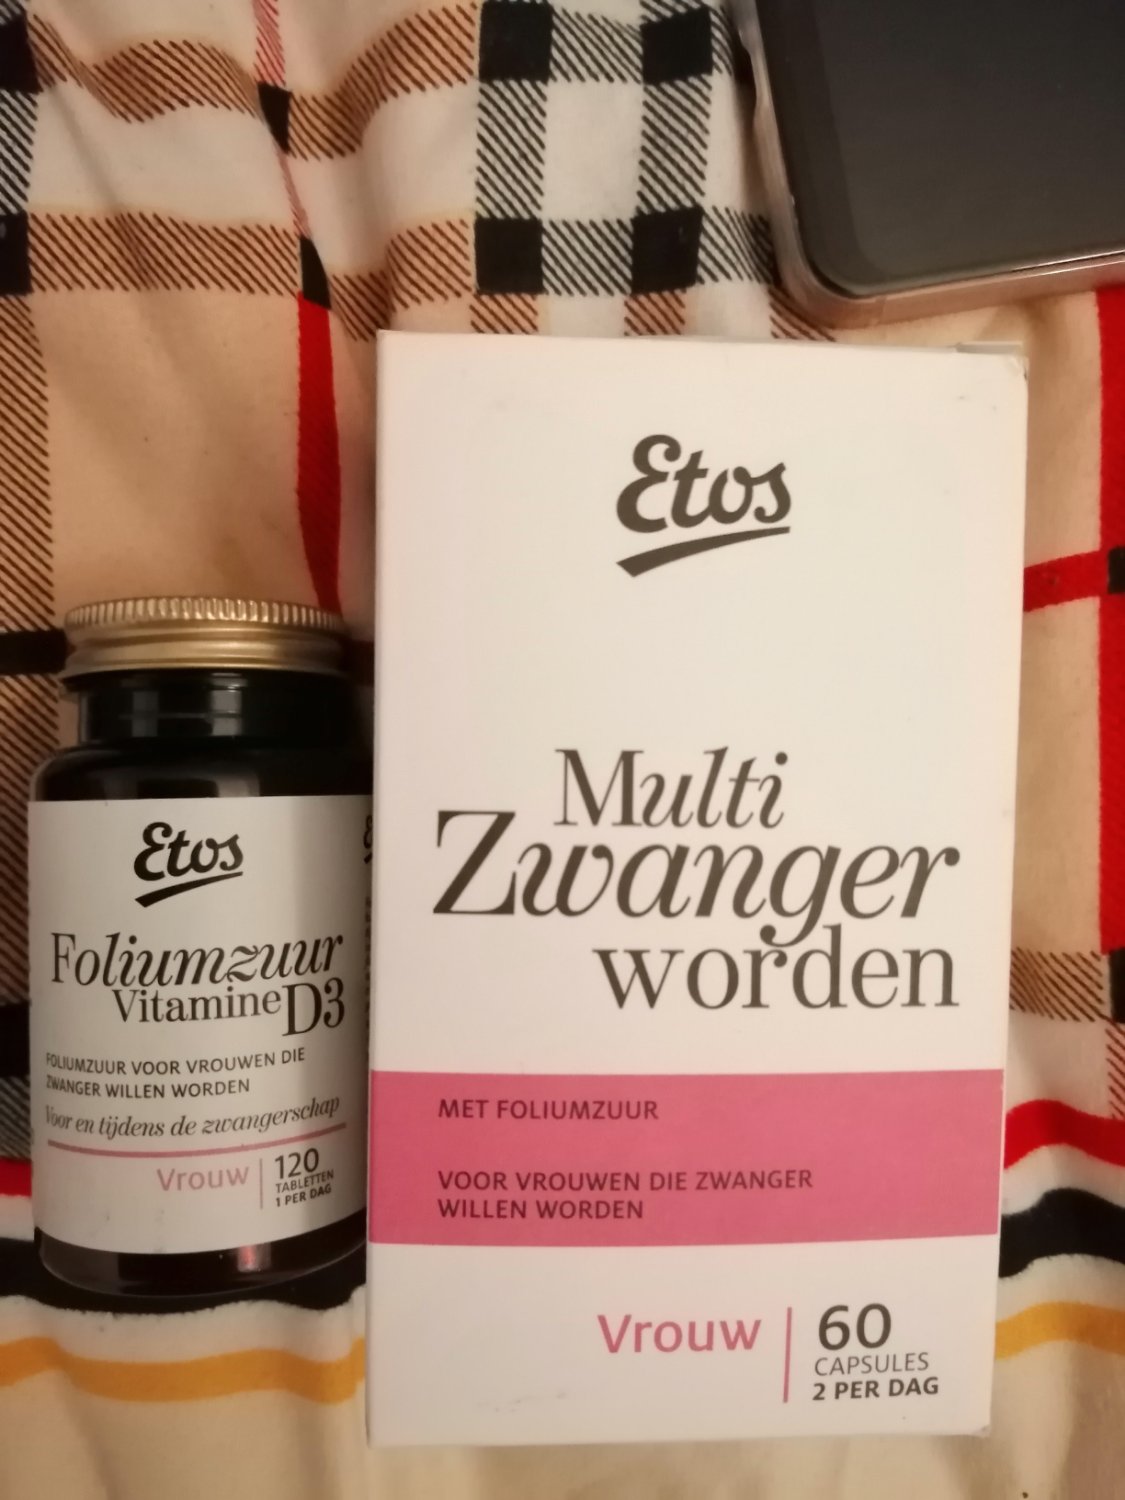 Etos
Foliumzuur
Vitamine D3
FOLIUMZUUR VOOR VROUWEN DIE
ZWANGER WILLEN WORDEN
Voor en tijdens de zwangerschap
Vrouw
120
TABLETTEN
1 PER DAG
Etos
Multi
Zwanger
worden
MET FOLIUMZUUR
VOOR VROUWEN DIE ZWANGER
WILLEN WORDEN
Vrouw
60
CAPSULES
2 PER DAG